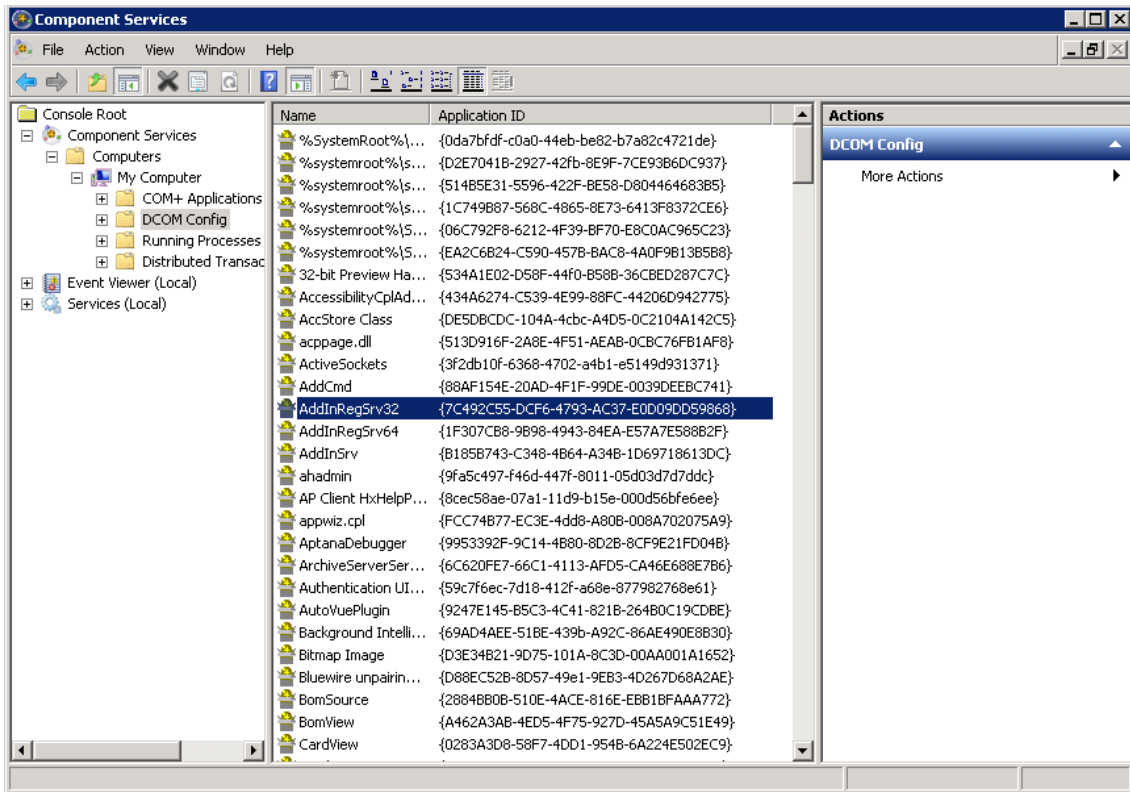 Component Services
File Action View Window Help
Console Root
Component Services
Computers
My Computer
COM+ Applications
DCOM Config
Running Processes
Distributed Transac
Event Viewer (Local)
Services (Local)
Name Application ID
%SystemRoot%\... {0da7bfdf-c0a0-44eb-be82-b7a82c4721de}
%systemroot%\s... {D2E7041B-2927-42fb-8E9F-7CE93B6DC937}
%systemroot%\s... {514B5E31-5596-422F-BE58-D804464683B5}
%systemroot%\s... {1C749B87-568C-4865-8E73-6413F8372CE6}
%systemroot%\S... {06C792F8-6212-4F39-BF70-E8C0AC965C23}
%systemroot%\S... {EA2C6B24-C590-457B-BAC8-4A0F9B13B5B8}
32-bit Preview Ha... {534A1E02-D58F-44f0-B58B-36CBED287C7C}
AccessibilityCplAd... {434A6274-C539-4E99-88FC-44206D942775}
AccStore Class {DE5DBCDC-104A-4cbc-A4D5-0C2104A142C5}
acppage.dll {513D916F-2A8E-4F51-AEAB-0CBC76FB1AF8}
ActiveSockets {3f2db10f-6368-4702-a4b1-e5149d931371}
AddCmd {88AF154E-20AD-4F1F-99DE-0039DEEBC741}
AddInRegSrv32 {7C492C55-DCF6-4793-AC37-E0D09DD59868}
AddInRegSrv64 {1F307CB8-9B98-4943-84EA-E57A7E588B2F}
AddInSrv {B185B743-C348-4B64-A34B-1D69718613DC}
ahadmin {9fa5c497-f46d-447f-8011-05d03d7d7ddc}
AP Client HxHelpP... {8cec58ae-07a1-11d9-b15e-000d56bfe6ee}
appwiz.cpl {FCC74B77-EC3E-4dd8-A80B-008A702075A9}
AptanaDebugger {9953392F-9C14-4B80-8D2B-8CF9E21FD04B}
ArchiveServerSer... {6C620FE7-66C1-4113-AFD5-CA46E688E7B6}
Authentication UI... {59c7f6ec-7d18-412f-a68e-877982768e61}
AutoVuePlugin {9247E145-B5C3-4C41-821B-264B0C19CDBE}
Background Intelli... {69AD4AEE-51BE-439b-A92C-86AE490E8B30}
Bitmap Image {D3E34B21-9D75-101A-8C3D-00AA001A1652}
Bluewire unpairin... {D88EC52B-8D57-49e1-9EB3-4D267D68A2AE}
BomSource {2884BB0B-510E-4ACE-816E-EBB1BFAAA772}
BomView {A462A3AB-4ED5-4F75-927D-45A5A9C51E49}
CardView {0283A3D8-58F7-4DD1-954B-6A224E502EC9}
Actions
DCOM Config
More Actions